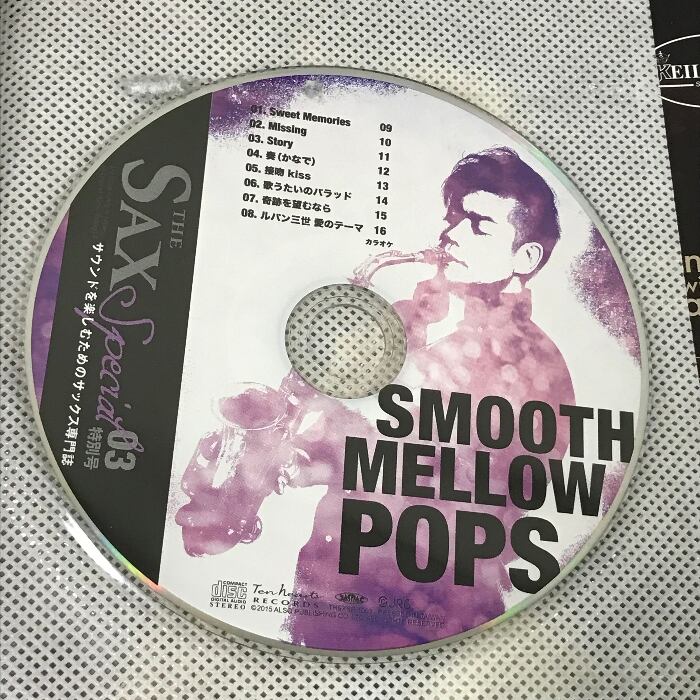 01. Sweet Memories 09
02. Missing 10
03. Story 11
04. 奏(かなで) 12
05. 接吻 kiss 13
06. 歌うたいのバラッド 14
07. 奇跡を望むなら 15
08. ルパン三世 愛のテーマ 16
カラオケ
THE
SAX Special 03
特別号
サウンドを楽しむためのサックス専門誌
SMOOTH
MELLOW
POPS
COMPACT
disc
DIGITAL AUDIO
STEREO
Ten hearts
RECORDS
JRC
©2015 ALSO PUBLISHING CO
KEIL